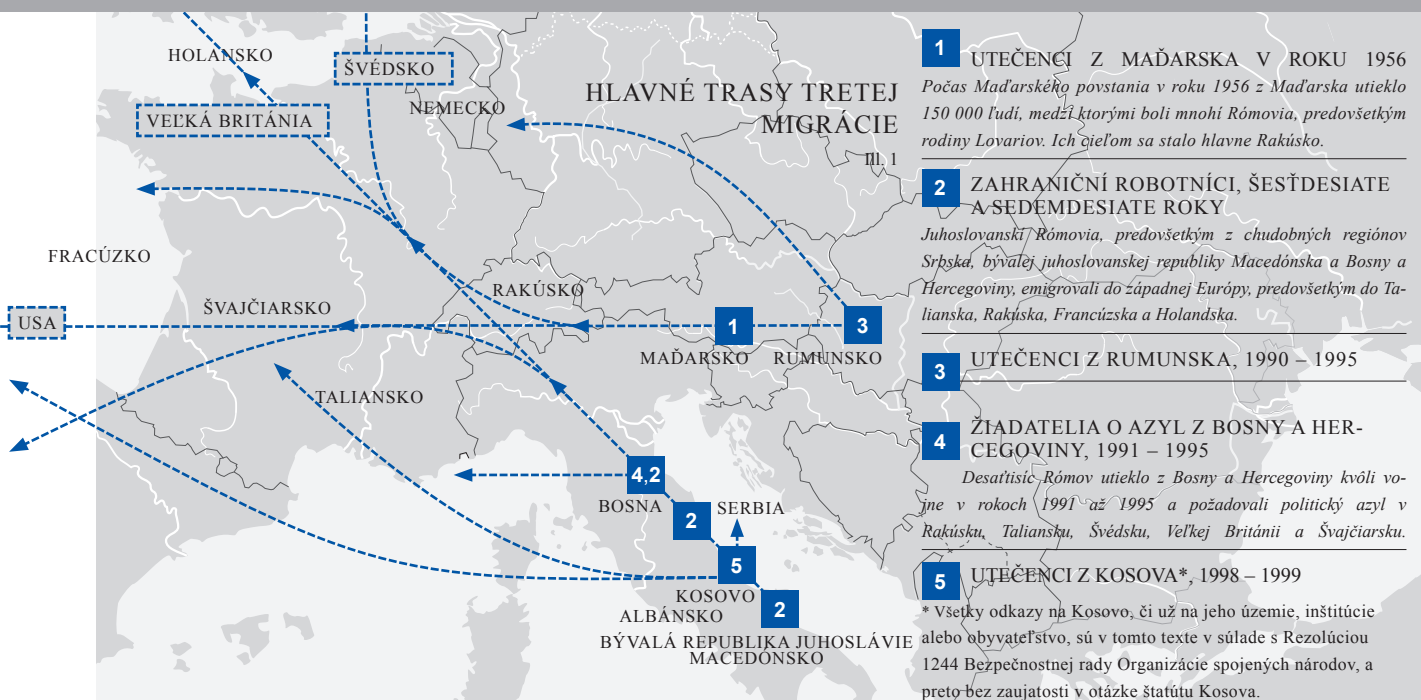 HOLANSKO
ŠVÉDSKO
NEMECKO
VEĽKÁ BRITÁNIA
HLAVNÉ TRASY TRETEJ
MIGRÁCIE
Ill. 1
FRACÚZKO
RAKÚSKO
ŠVAJČIARSKO
USA
1
3
MAĎARSKO
RUMUNSKO
TALIANSKO
4,2
BOSNA
2
SERBIA
5
KOSOVO
2
ALBÁNSKO
BÝVALÁ REPUBLIKA JUHOSLÁVIE
MACEDÓNSKO
1 UTEČENCI Z MAĎARSKA V ROKU 1956
Počas Maďarského povstania v roku 1956 z Maďarska utieklo
150 000 ľudí, medzi ktorými boli mnohí Rómovia, predovšetkým
rodiny Lovariov. Ich cieľom sa stalo hlavne Rakúsko.
2 ZAHRANIČNÍ ROBOTNÍCI, ŠESŤDESIATE
A SEDEMDESIATE ROKY
Juhoslovanskí Rómovia, predovšetkým z chudobných regiónov
Srbska, bývalej juhoslovanskej republiky Macedónska a Bosny a
Hercegoviny, emigrovali do západnej Európy, predovšetkým do Ta-
lianska, Rakúska, Francúzska a Holandska.
3 UTEČENCI Z RUMUNSKA, 1990 – 1995
4 ŽIADATELIA O AZYL Z BOSNY A HER-
CEGOVINY, 1991 – 1995
Desaťtisíc Rómov utieklo z Bosny a Hercegoviny kvôli vo-
jne v rokoch 1991 až 1995 a požadovali politický azyl v
Rakúsku, Taliansku, Švédsku, Veľkej Británii a Švajčiarsku.
5 UTEČENCI Z KOSOVA*, 1998 – 1999
* Všetky odkazy na Kosovo, či už na jeho územie, inštitúcie
alebo obyvateľstvo, sú v tomto texte v súlade s Rezolúciou
1244 Bezpečnostnej rady Organizácie spojených národov, a
preto bez zaujatosti v otázke štatútu Kosova.